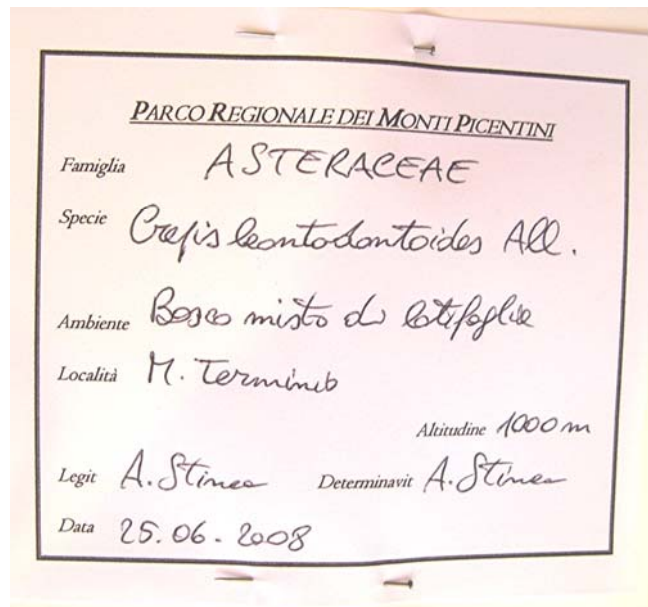 PARCO REGIONALE DEI MONTI PICENTINI
Famiglia ASTERACEAE
Specie Crepis leontodontoides All.
Ambiente Bosco misto di latifoglie
Località M. Terminio
Altitudine 1000 m
Legit A. Stinca Determinavit A. Stinca
Data 25.06.2008